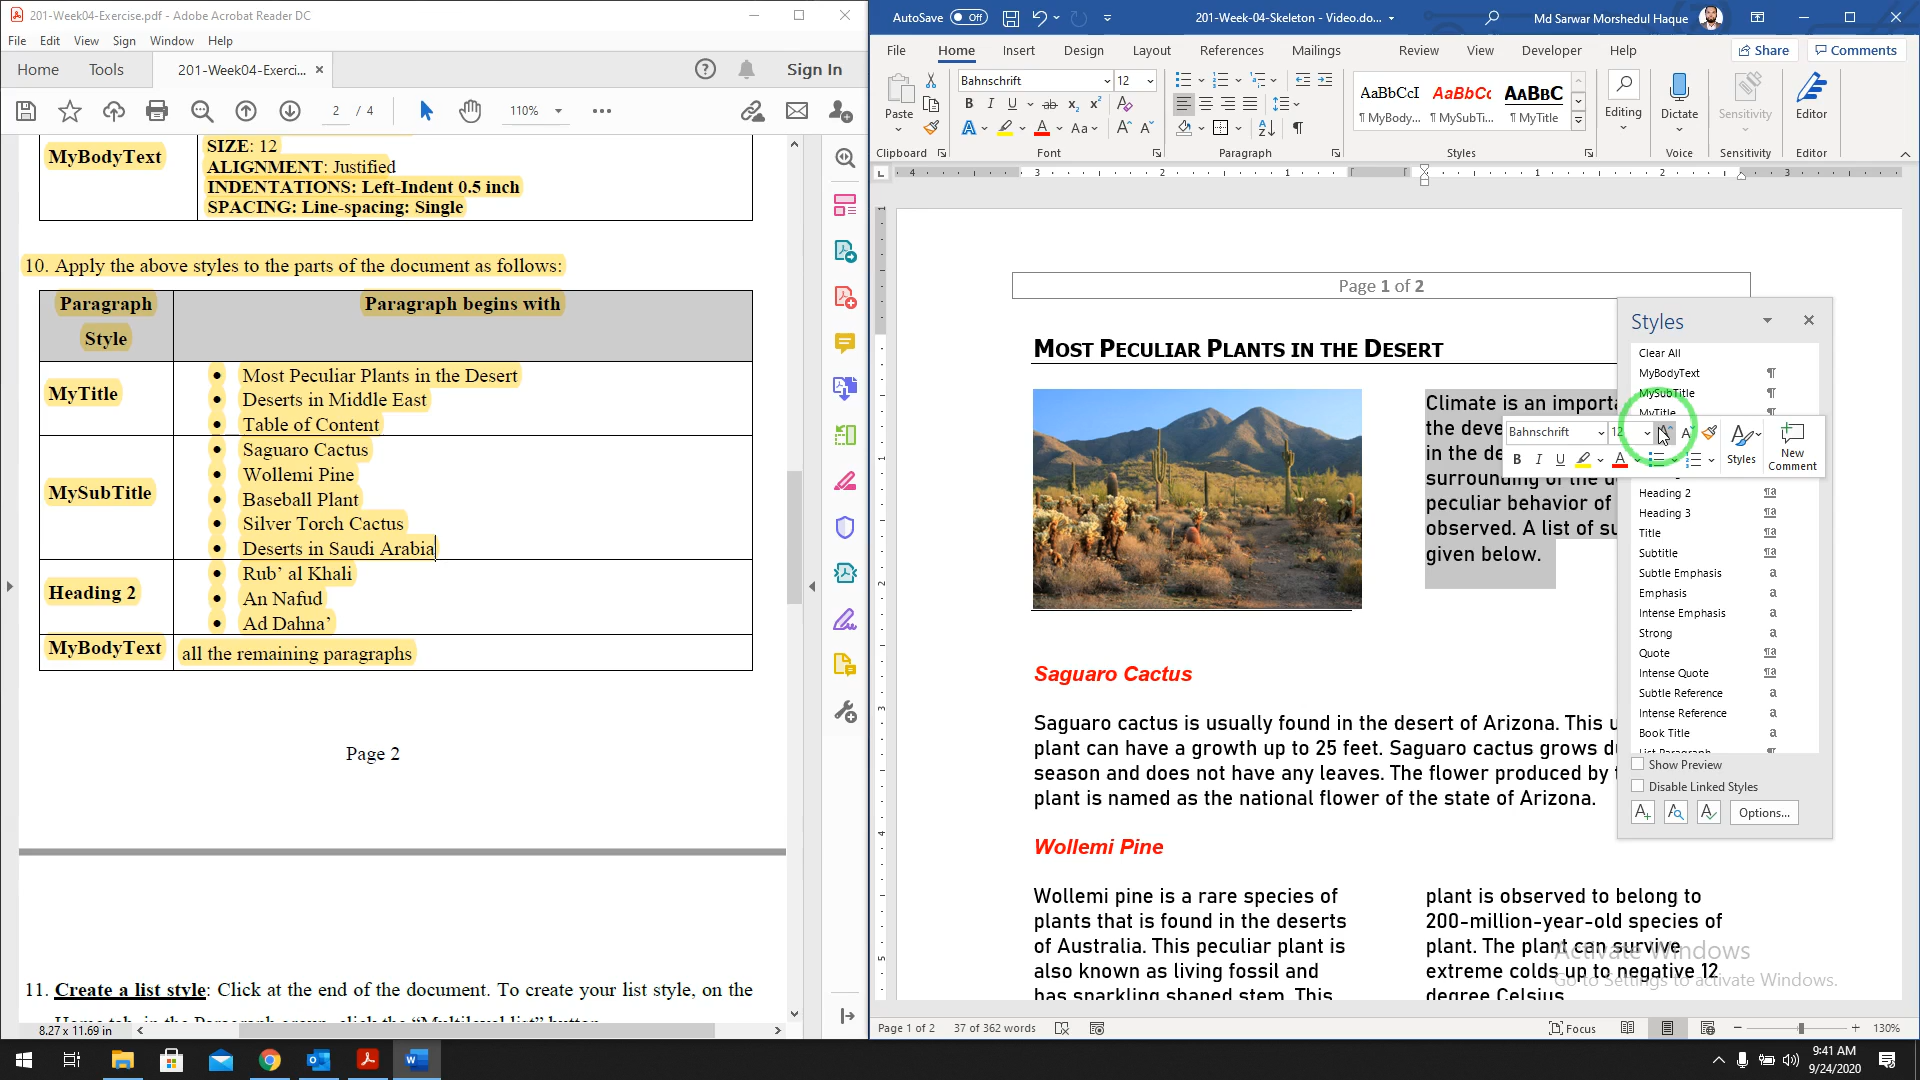 201-Week04-Exercise.pdf - Adobe Acrobat Reader DC
File Edit View Sign Window Help
Home Tools 201-Week04-Exerci... × Sign In
2 / 4 110%
MyBodyText
SIZE: 12
ALIGNMENT: Justified
INDENTATIONS: Left-Indent 0.5 inch
SPACING: Line-spacing: Single
10. Apply the above styles to the parts of the document as follows:
Paragraph Style
Paragraph begins with
MyTitle
• Most Peculiar Plants in the Desert
• Deserts in Middle East
• Table of Content
MySubTitle
• Saguaro Cactus
• Wollemi Pine
• Baseball Plant
• Silver Torch Cactus
• Deserts in Saudi Arabia
Heading 2
• Rub’ al Khali
• An Nafud
• Ad Dahna’
MyBodyText
all the remaining paragraphs
Page 2
11. Create a list style: Click at the end of the document. To create your list style, on the
8.27 x 11.69 in
AutoSave Off 201-Week-04-Skeleton - Video.do... Md Sarwar Morshedul Haque
File Home Insert Design Layout References Mailings Review View Developer Help Share Comments
Paste
Bahnschrift 12
AaBbCcI AaBbCc AaBbC
¶ MyBody... ¶ MySubTi... ¶ MyTitle
Editing Dictate Sensitivity Editor
Clipboard Font Paragraph Styles Voice Sensitivity Editor
Page 1 of 2
Most Peculiar Plants in the Desert
Climate is an importa
the deve
in the de
surrounding of the d
peculiar behavior of
observed. A list of su
given below.
Saguaro Cactus
Saguaro cactus is usually found in the desert of Arizona. This u
plant can have a growth up to 25 feet. Saguaro cactus grows du
season and does not have any leaves. The flower produced by t
plant is named as the national flower of the state of Arizona.
Wollemi Pine
Wollemi pine is a rare species of
plants that is found in the deserts
of Australia. This peculiar plant is
also known as living fossil and
has sparkling shaped stem. This
plant is observed to belong to
200-million-year-old species of
plant. The plant can survive
extreme colds up to negative 12
degree Celsius
Styles
Clear All
MyBodyText
MySubTitle
MyTitle
Bahnschrift 12
Styles
New Comment
Heading 2
Heading 3
Title
Subtitle
Subtle Emphasis
Emphasis
Intense Emphasis
Strong
Quote
Intense Quote
Subtle Reference
Intense Reference
Book Title
List Paragraph
Show Preview
Disable Linked Styles
Options...
Activate Windows
Go to Settings to activate Windows.
Page 1 of 2 37 of 362 words Focus 130%
9:41 AM
9/24/2020